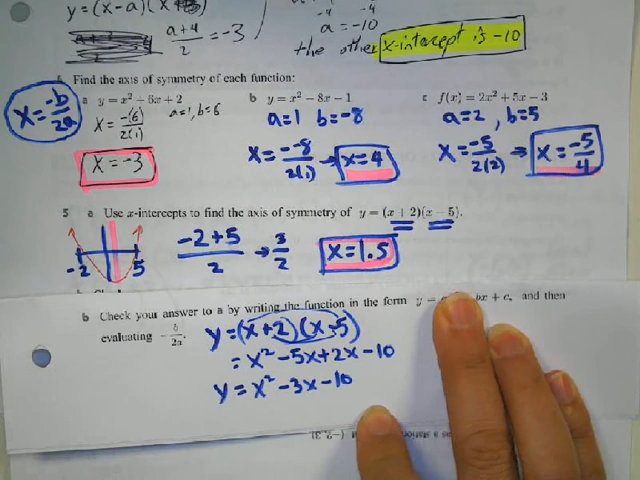 y=(x-a)(x
a+4/2 = -3
-4 -4
a=-10
the other x-intercept is -10
Find the axis of symmetry of each function:
x=-b/2a
a y = x² + 6x + 2
a=1, b=6
x = -(6)/2(1)
x=-3
b y = x² − 8x − 1
a=1 b=-8
x= -−8/2(1) → x=4
c f(x) = 2x² + 5x − 3
a=2, b=5
x= -5/2(2) → x= -5/4
5 a Use x-intercepts to find the axis of symmetry of y = (x + 2)(x − 5).
-2 5
-2+5/2 → 3/2 x=1.5
b Check your answer to a by writing the function in the form y = bx + c, and then
evaluating −b/2a
y=(x+2)(x-5)
= x² -5x+2x-10
y = x² -3x-10